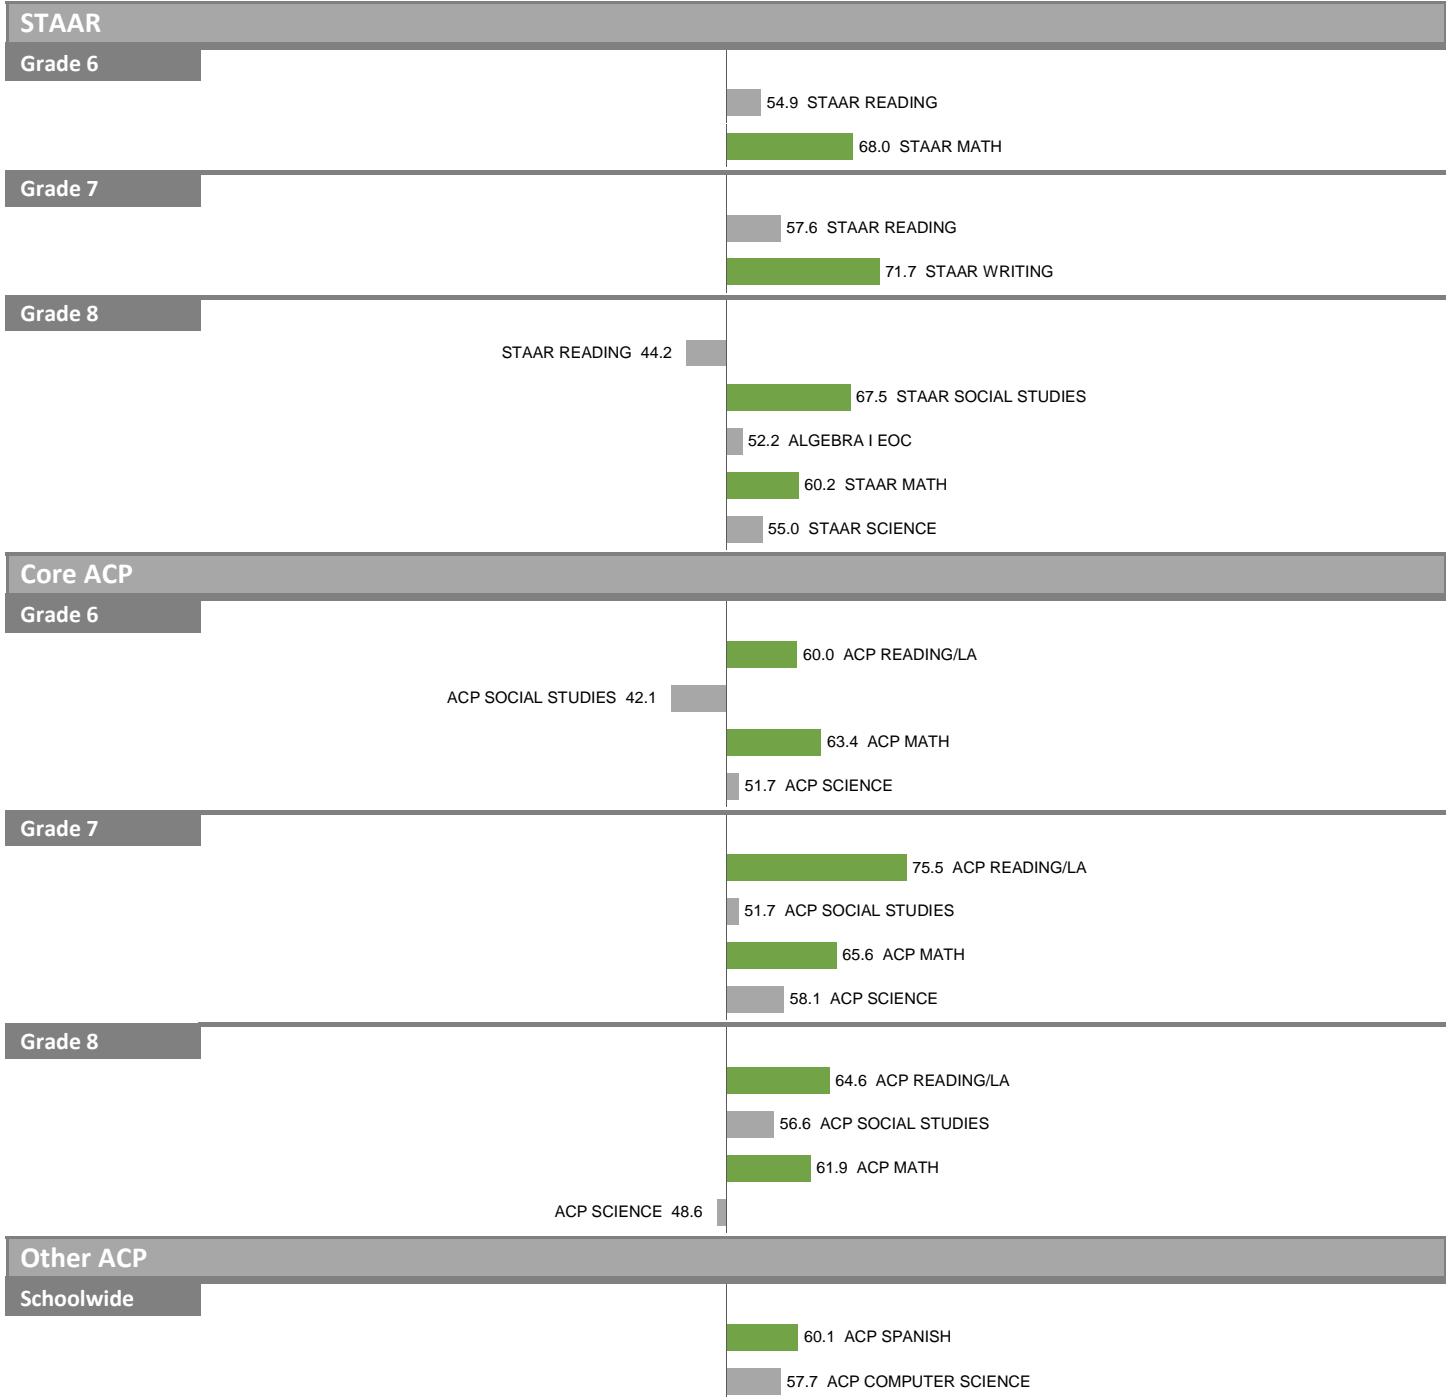 STAAR
Grade 6
54.9 STAAR READING
68.0 STAAR MATH
Grade 7
57.6 STAAR READING
71.7 STAAR WRITING
Grade 8
STAAR READING 44.2
67.5 STAAR SOCIAL STUDIES
52.2 ALGEBRA I EOC
60.2 STAAR MATH
55.0 STAAR SCIENCE
Core ACP
Grade 6
60.0 ACP READING/LA
ACP SOCIAL STUDIES 42.1
63.4 ACP MATH
51.7 ACP SCIENCE
Grade 7
75.5 ACP READING/LA
51.7 ACP SOCIAL STUDIES
65.6 ACP MATH
58.1 ACP SCIENCE
Grade 8
64.6 ACP READING/LA
56.6 ACP SOCIAL STUDIES
61.9 ACP MATH
ACP SCIENCE 48.6
Other ACP
Schoolwide
60.1 ACP SPANISH
57.7 ACP COMPUTER SCIENCE